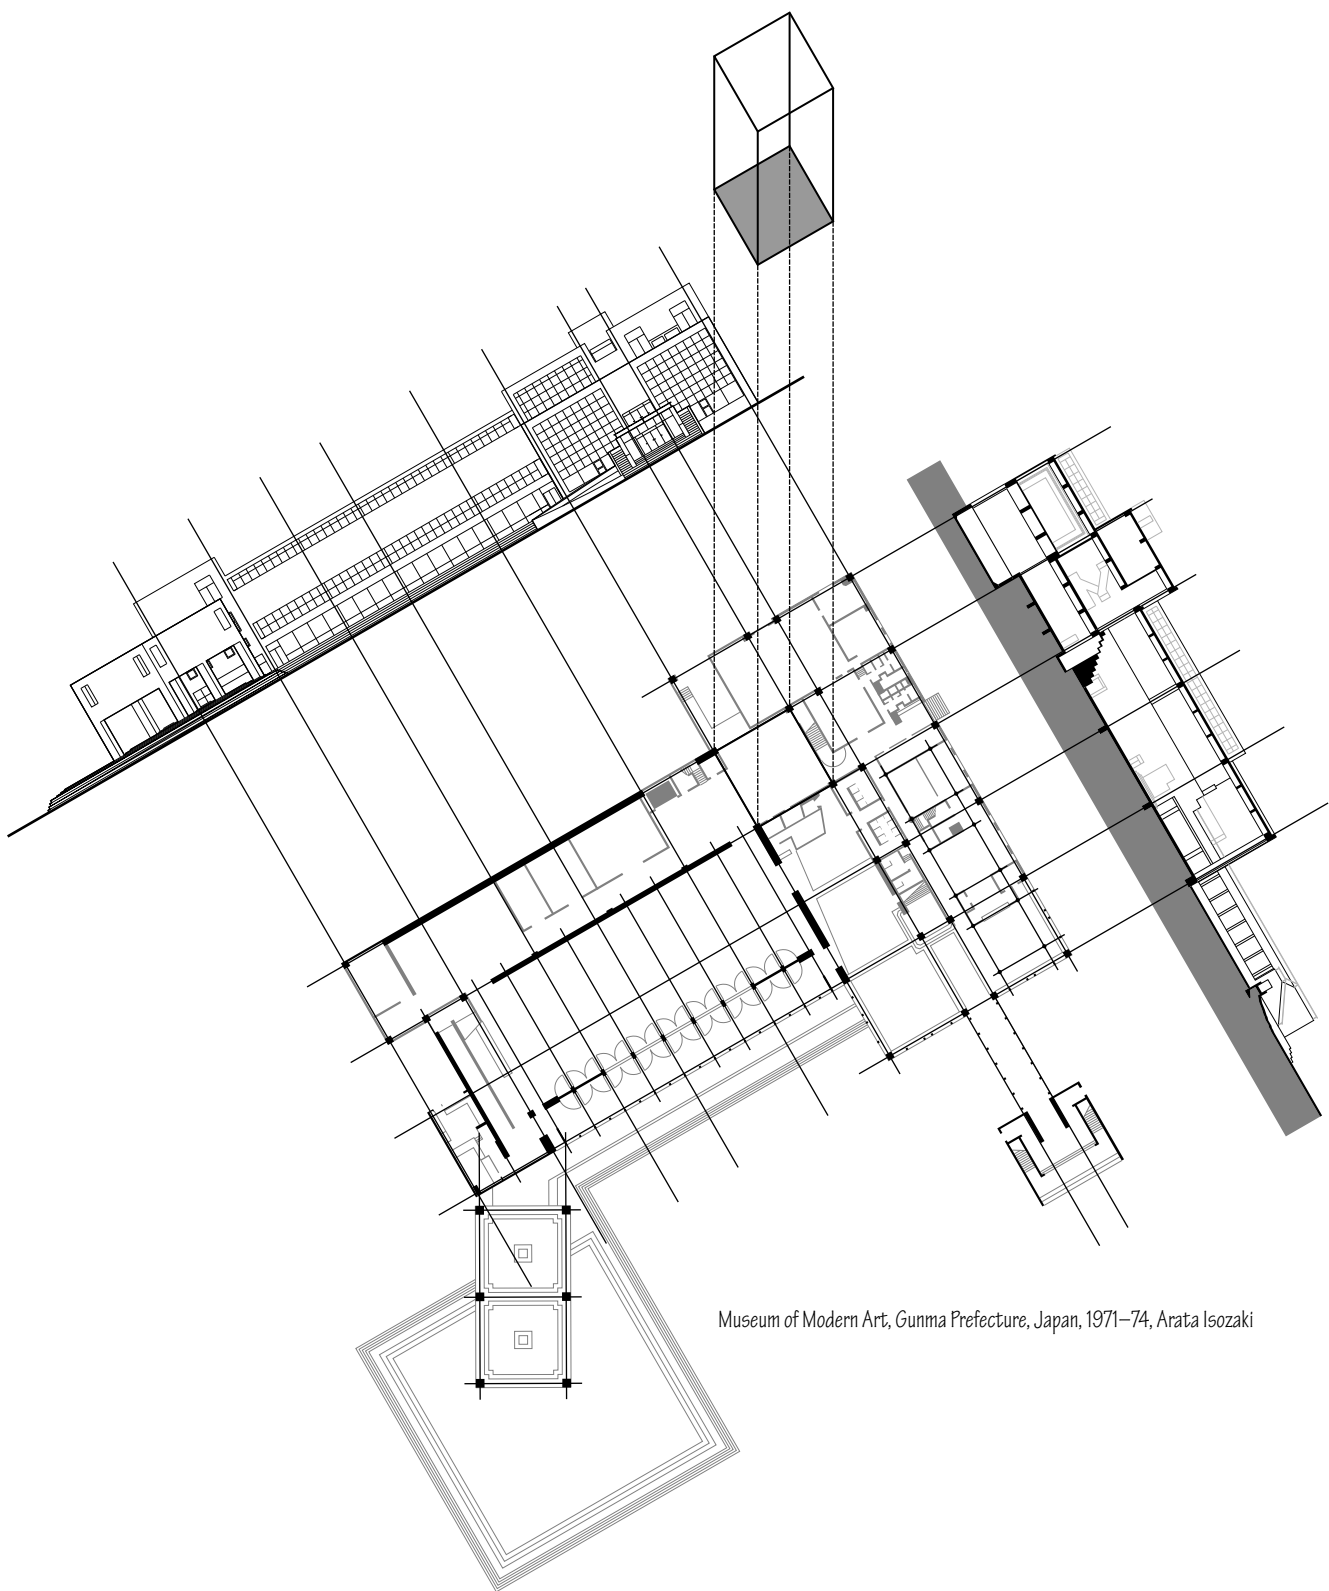 Museum of Modern Art, Gunma Prefecture, Japan, 1971–74, Arata Isozaki